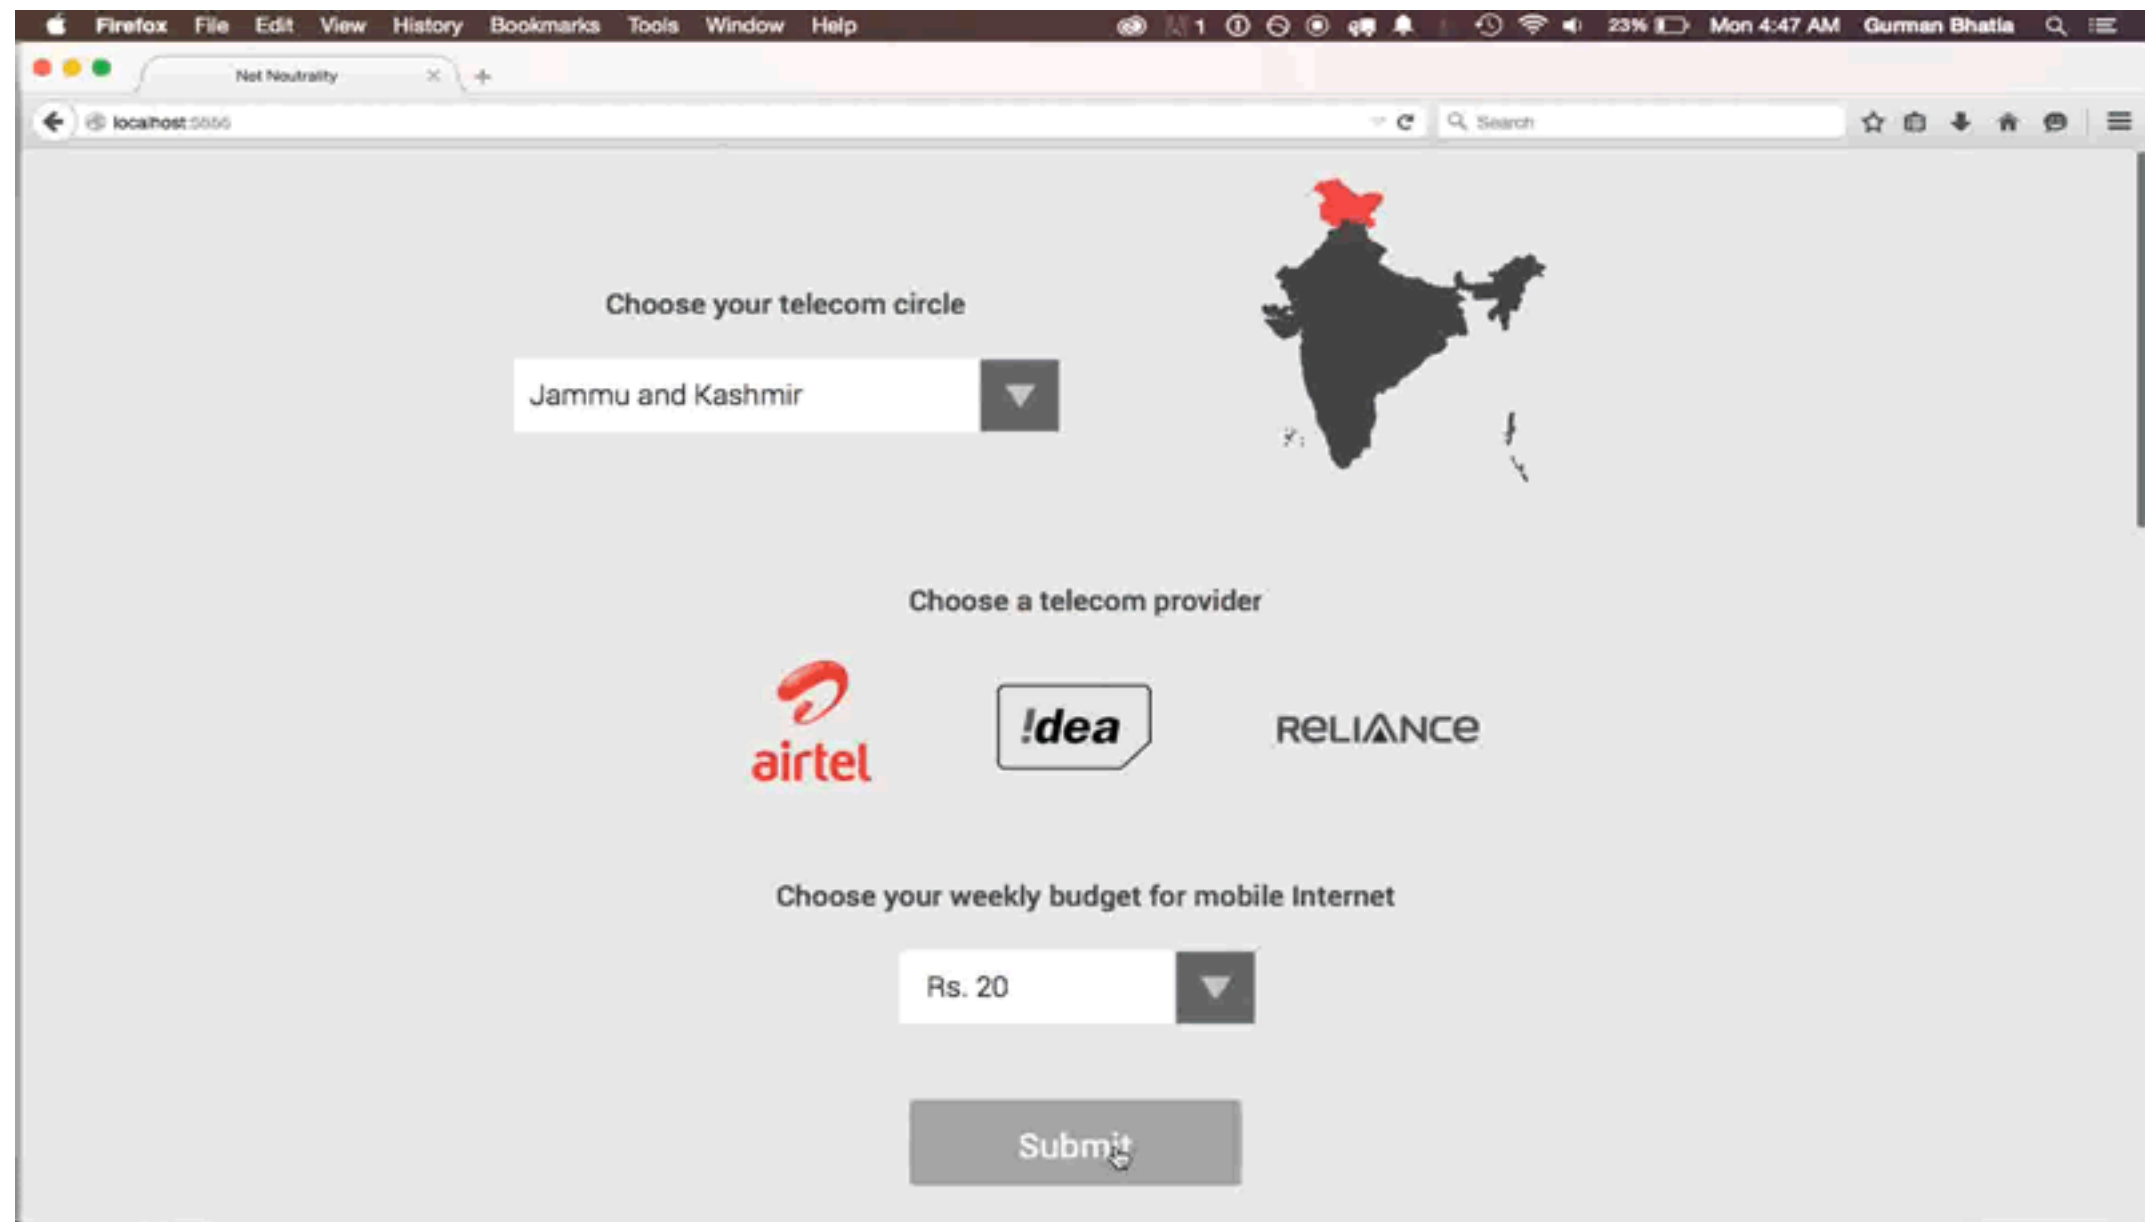 Firefox File Edit View History Bookmarks Tools Window Help 1 23% Mon 4:47 AM Gurman Bhatia
Net Neutrality
localhost:5555 Search
Choose your telecom circle
Jammu and Kashmir
Choose a telecom provider
airtel !dea RELIANCE
Choose your weekly budget for mobile Internet
Rs. 20
Submit